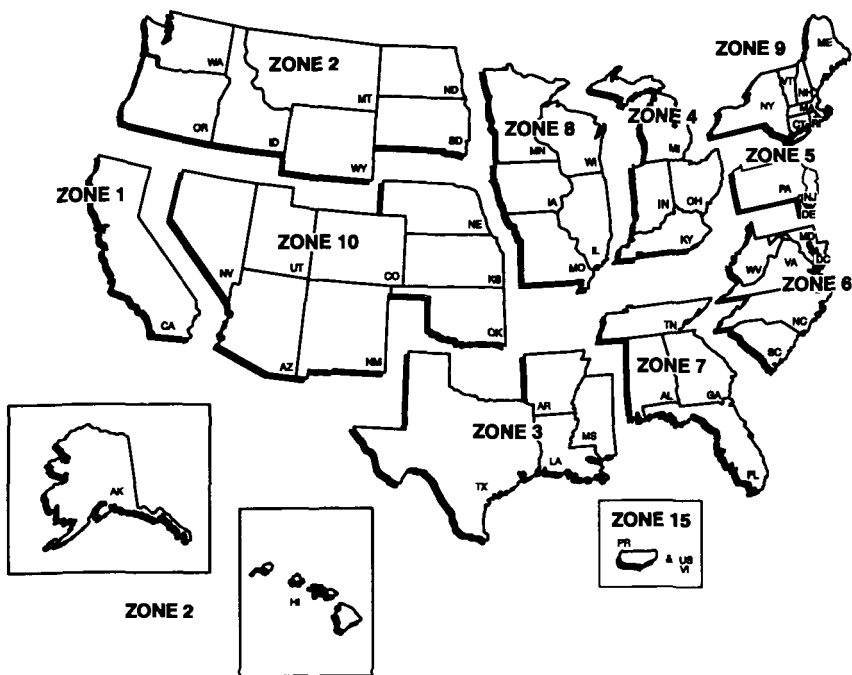 ZONE 9
ME
WA
ZONE 2
MT
ND
VT
NH
NY
MA
CT
RI
OR
ID
WY
SD
ZONE 8
MN
WI
ZONE 4
MI
ZONE 5
PA
NJ
DE
ZONE 1
IA
IN
OH
NE
ZONE 10
NV
UT
CO
KS
MO
IL
KY
MD
DC
WV
VA
ZONE 6
CA
AZ
NM
OK
TN
NC
SC
ZONE 7
AL
GA
AR
MS
ZONE 3
LA
TX
FL
AK
ZONE 15
PR
& US
VI
HI
ZONE 2